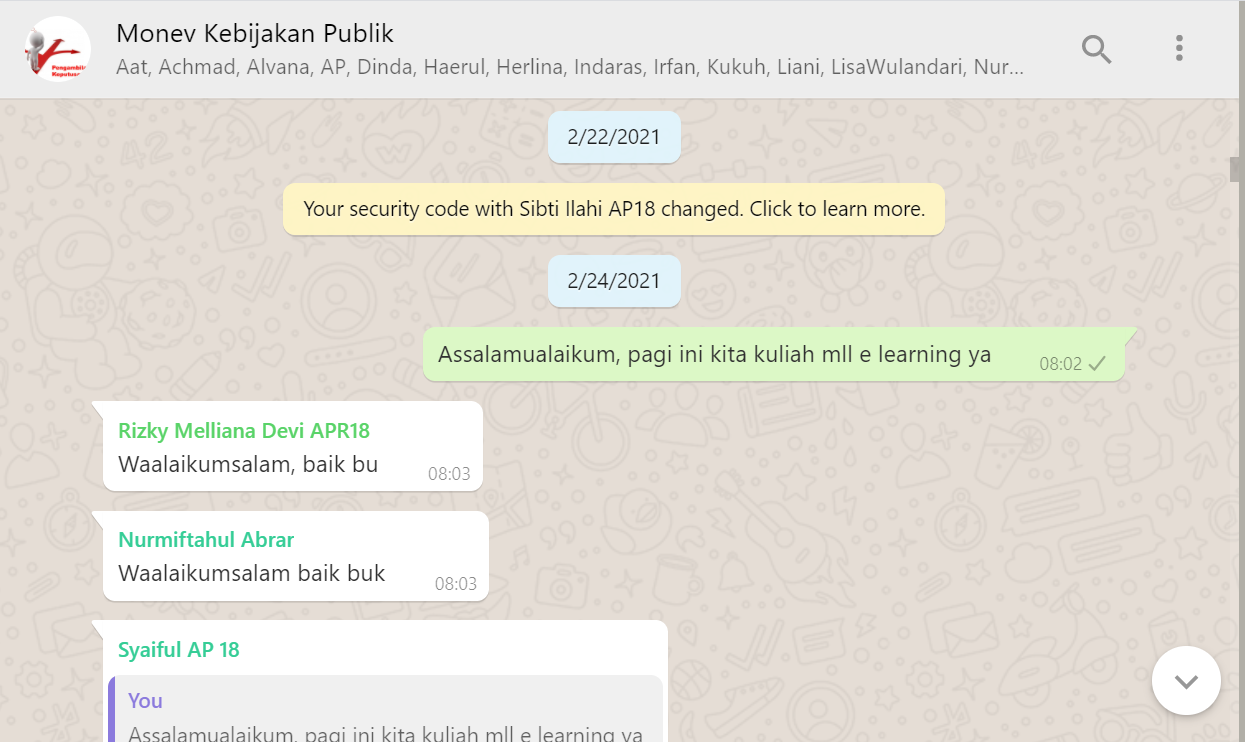 Monev Kebijakan Publik
Aat, Achmad, Alvana, AP, Dinda, Haerul, Herlina, Indaras, Irfan, Kukuh, Liani, LisaWulandari, Nur...
Pengambilan
Keputusan
2/22/2021
Your security code with Sibti Ilahi AP18 changed. Click to learn more.
2/24/2021
Assalamualaikum, pagi ini kita kuliah mll e learning ya
08:02
Rizky Melliana Devi APR18
Waalaikumsalam, baik bu
08:03
Nurmiftahul Abrar
Waalaikumsalam baik buk
08:03
Syaiful AP 18
You
Assalamualaikum, pagi ini kita kuliah mll e learning ya